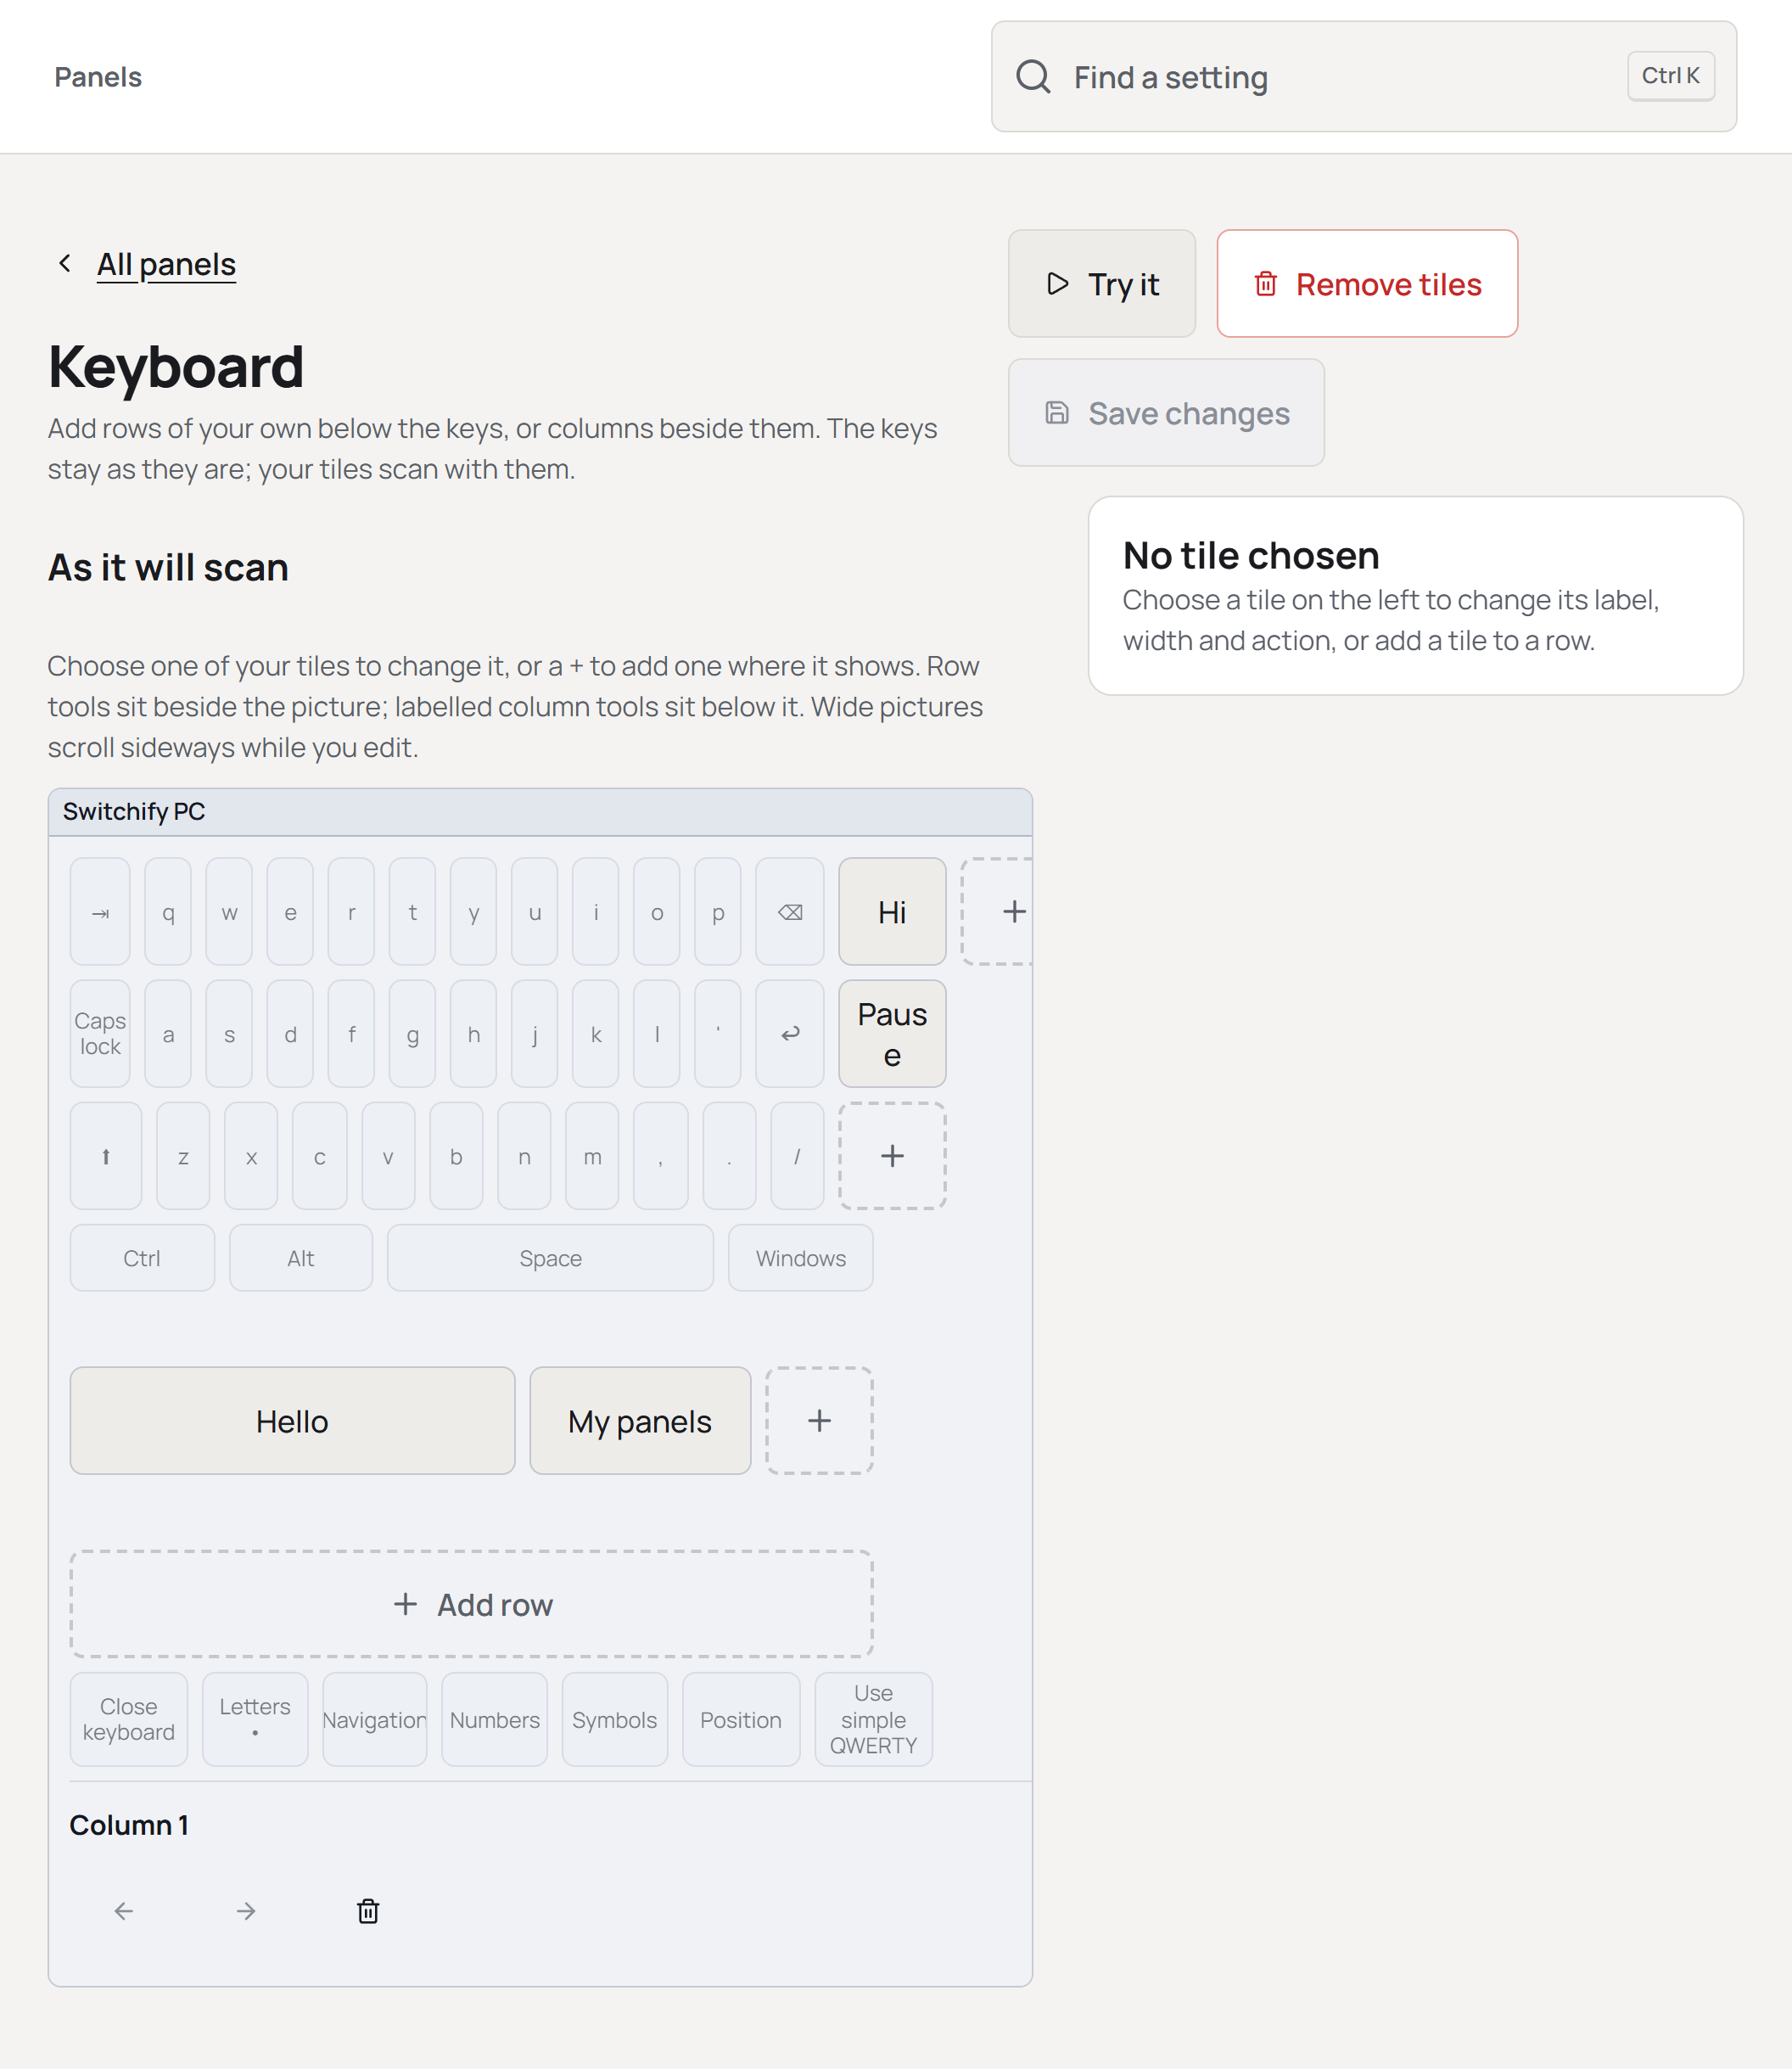 Panels
Find a setting
Ctrl K
All panels
Try it
Remove tiles
Keyboard
Save changes
Add rows of your own below the keys, or columns beside them. The keys
stay as they are; your tiles scan with them.
As it will scan
No tile chosen
Choose a tile on the left to change its label,
width and action, or add a tile to a row.
Choose one of your tiles to change it, or a + to add one where it shows. Row
tools sit beside the picture; labelled column tools sit below it. Wide pictures
scroll sideways while you edit.
Switchify PC
⇥ q w e r t y u i o p ⌫ Hi +
Caps
lock
a s d f g h j k l ' ↩
Paus
e
⬆ z x c v b n m , . / +
Ctrl Alt Space Windows
Hello My panels +
+ Add row
Close
keyboard
Letters
•
Navigation
Numbers
Symbols
Position
Use
simple
QWERTY
Column 1
← →